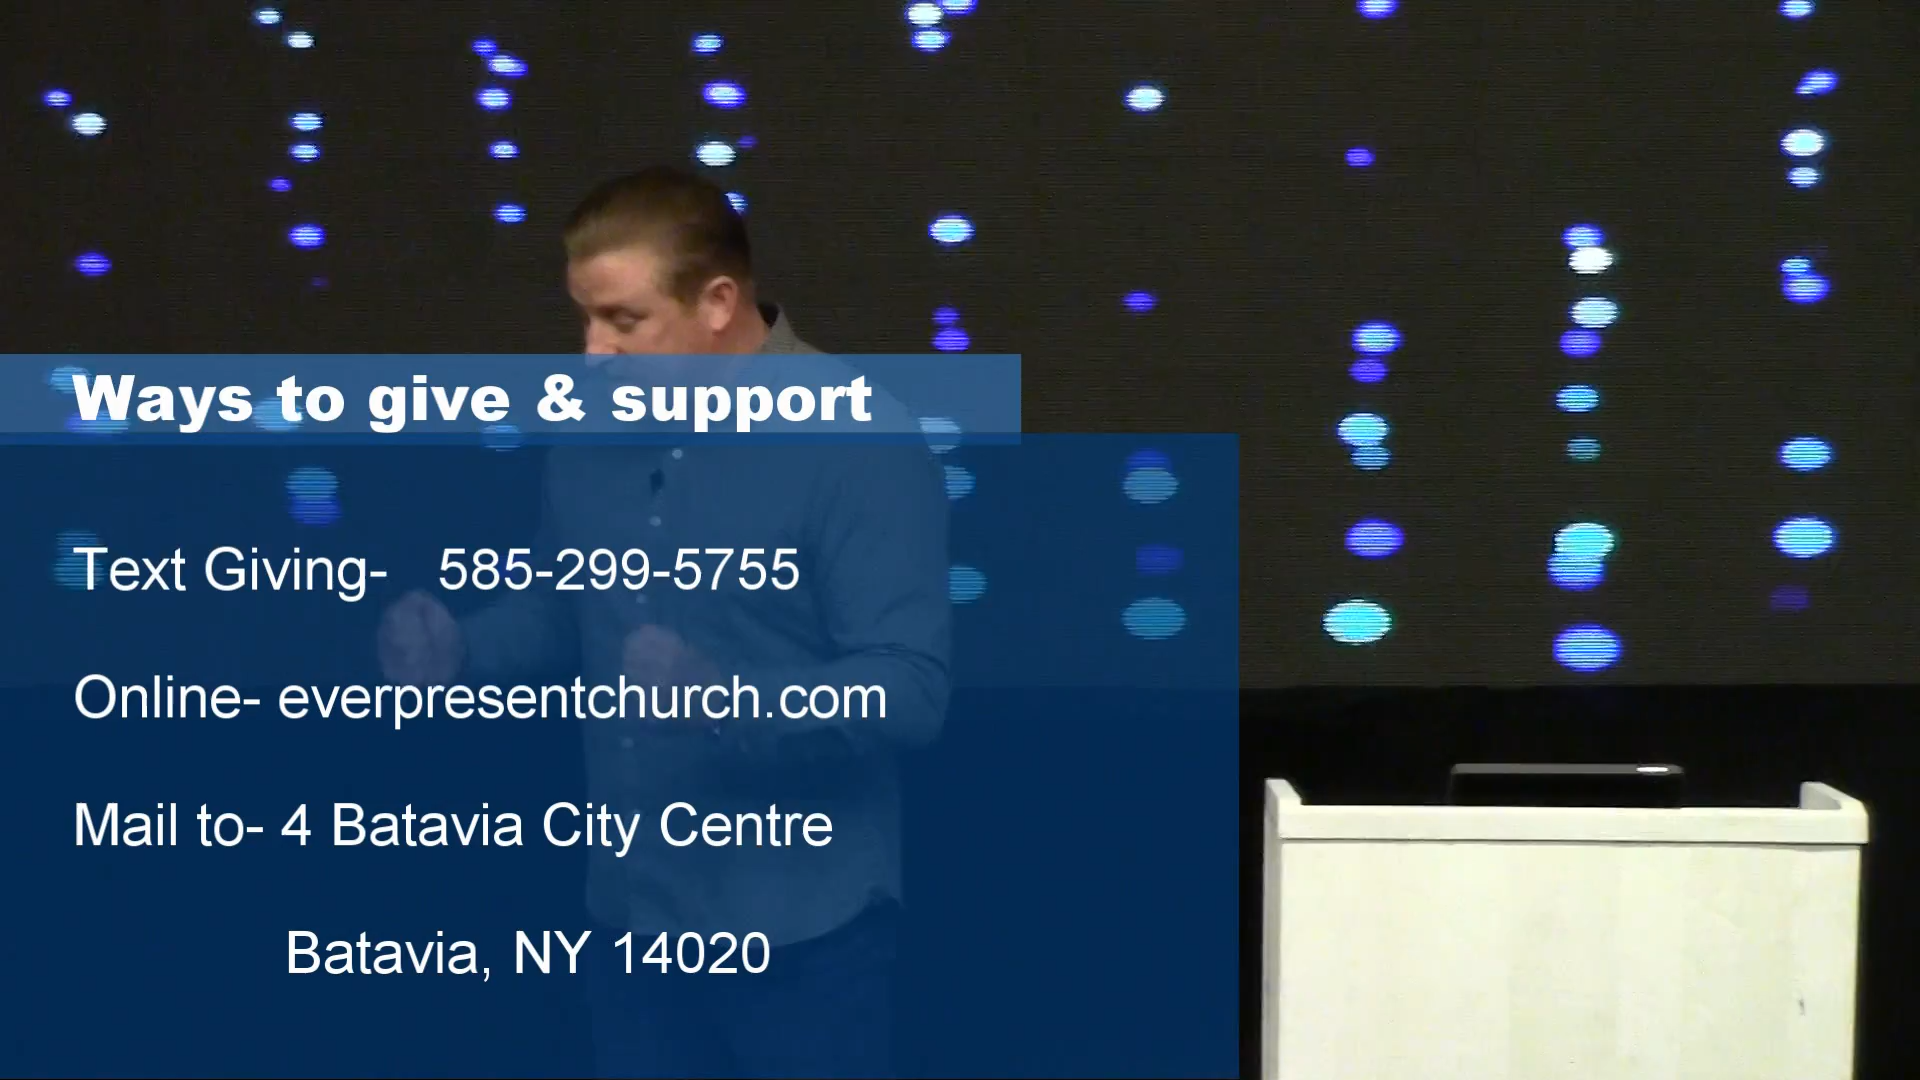 Ways to give & support
Text Giving- 585-299-5755
Online- everpresentchurch.com
Mail to- 4 Batavia City Centre
Batavia, NY 14020